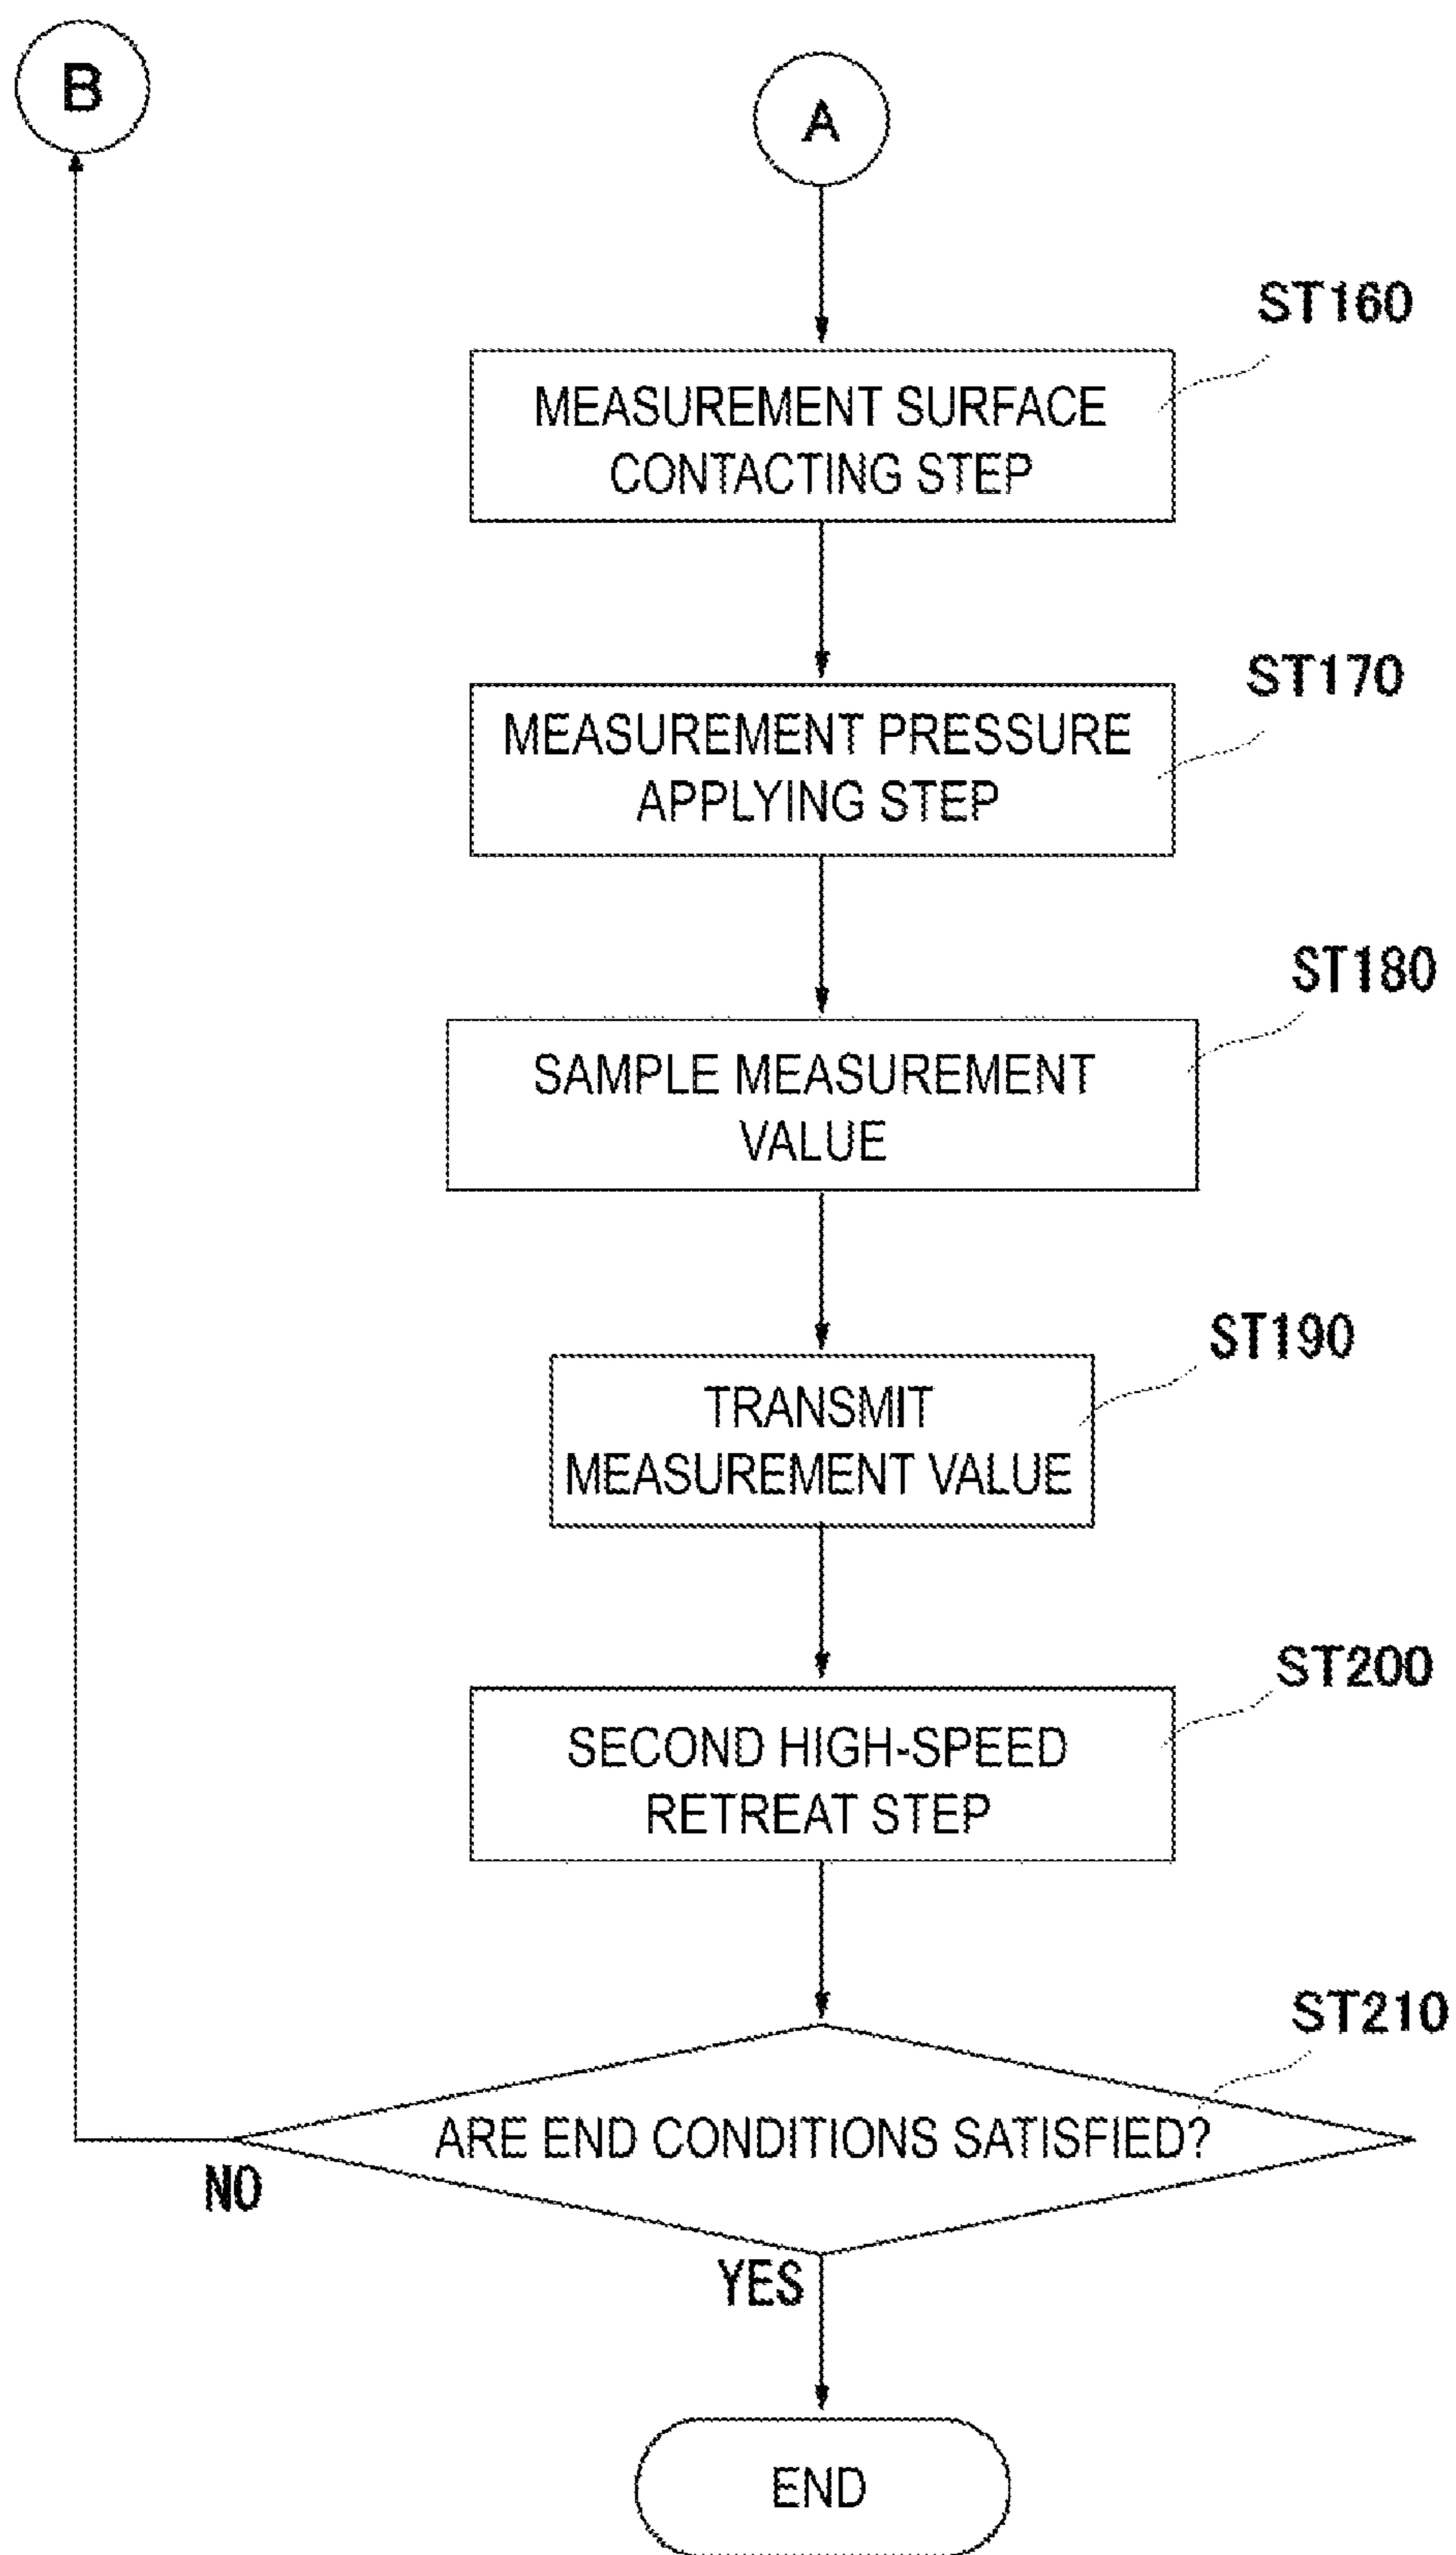 B
A
ST160
MEASUREMENT SURFACE
CONTACTING STEP
ST170
MEASUREMENT PRESSURE
APPLYING STEP
ST180
SAMPLE MEASUREMENT
VALUE
ST190
TRANSMIT
MEASUREMENT VALUE
ST200
SECOND HIGH-SPEED
RETREAT STEP
ST210
ARE END CONDITIONS SATISFIED?
NO
YES
END